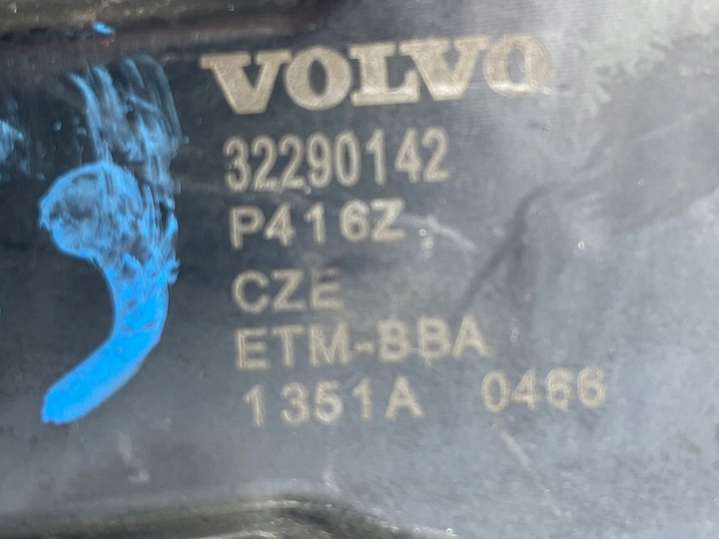 VOLVO
32290142
P416Z
CZE
ETM-BBA
1351A 0466